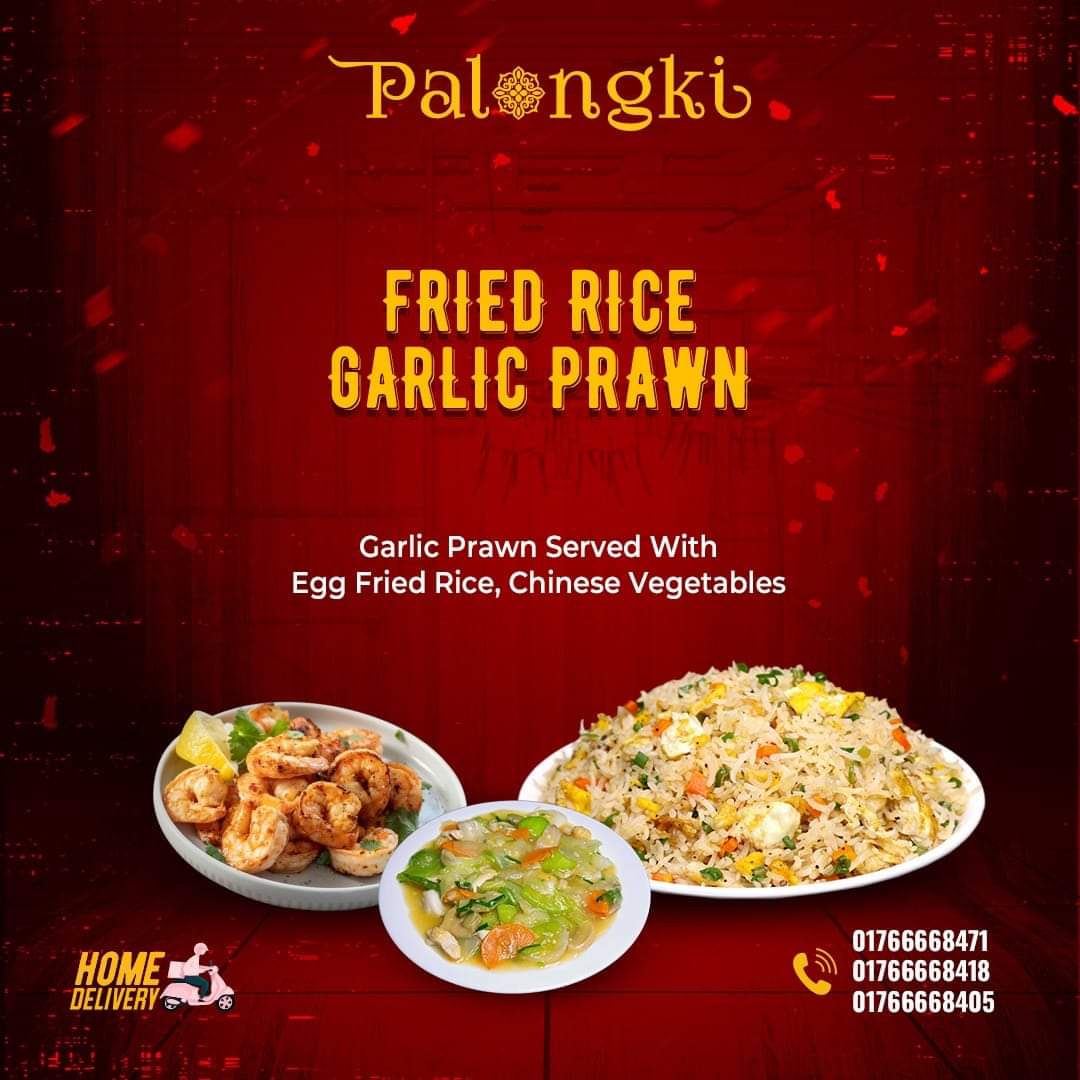 Palongki
FRIED RICE
GARLIC PRAWN
Garlic Prawn Served With
Egg Fried Rice, Chinese Vegetables
HOME
DELIVERY
01766668471
01766668418
01766668405